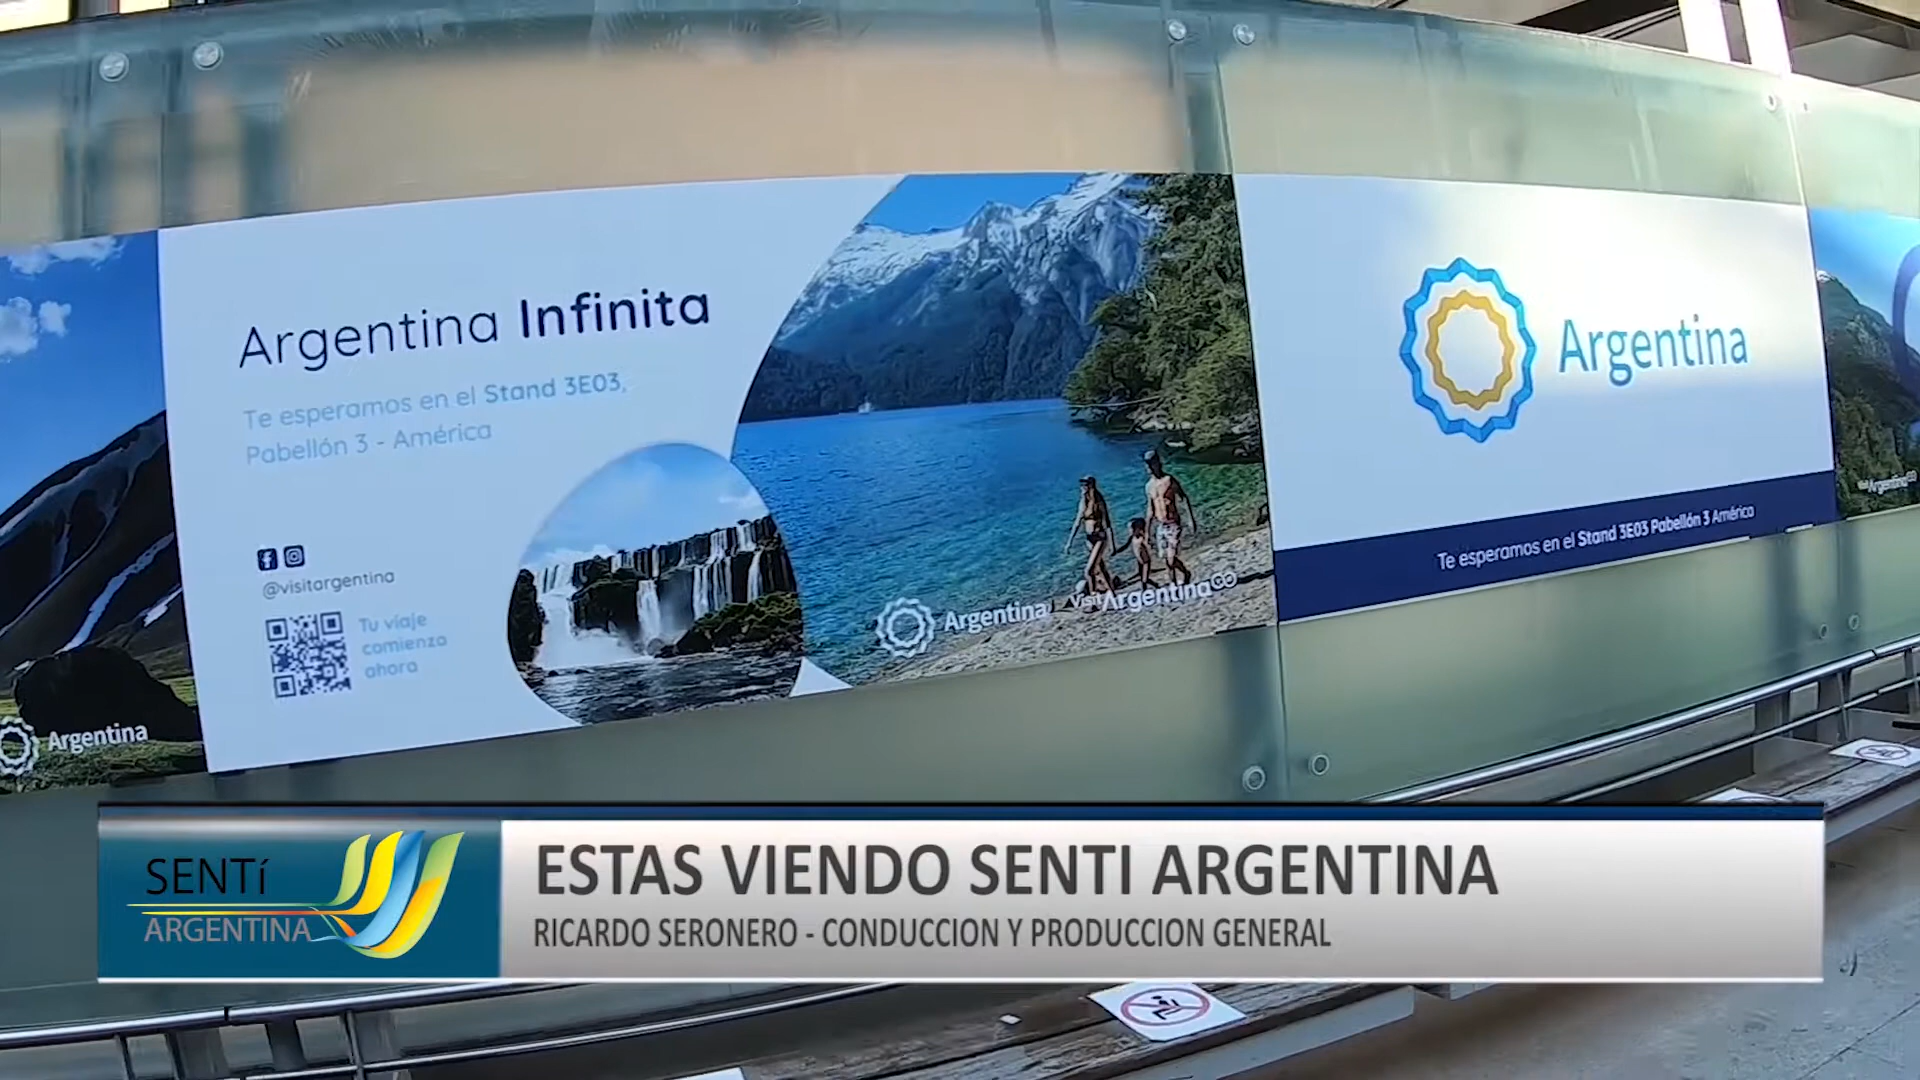 Argentina Infinita
Te esperamos en el Stand 3E03,
Pabellón 3 - América
@visitargentina
Tu viaje
comienza
ahora
Argentina
Argentina
VisitArgentina
Argentina
Te esperamos en el Stand 3E03 Pabellón 3 América
Argentina
SENTÍ
ARGENTINA
ESTAS VIENDO SENTI ARGENTINA
RICARDO SERONERO - CONDUCCION Y PRODUCCION GENERAL